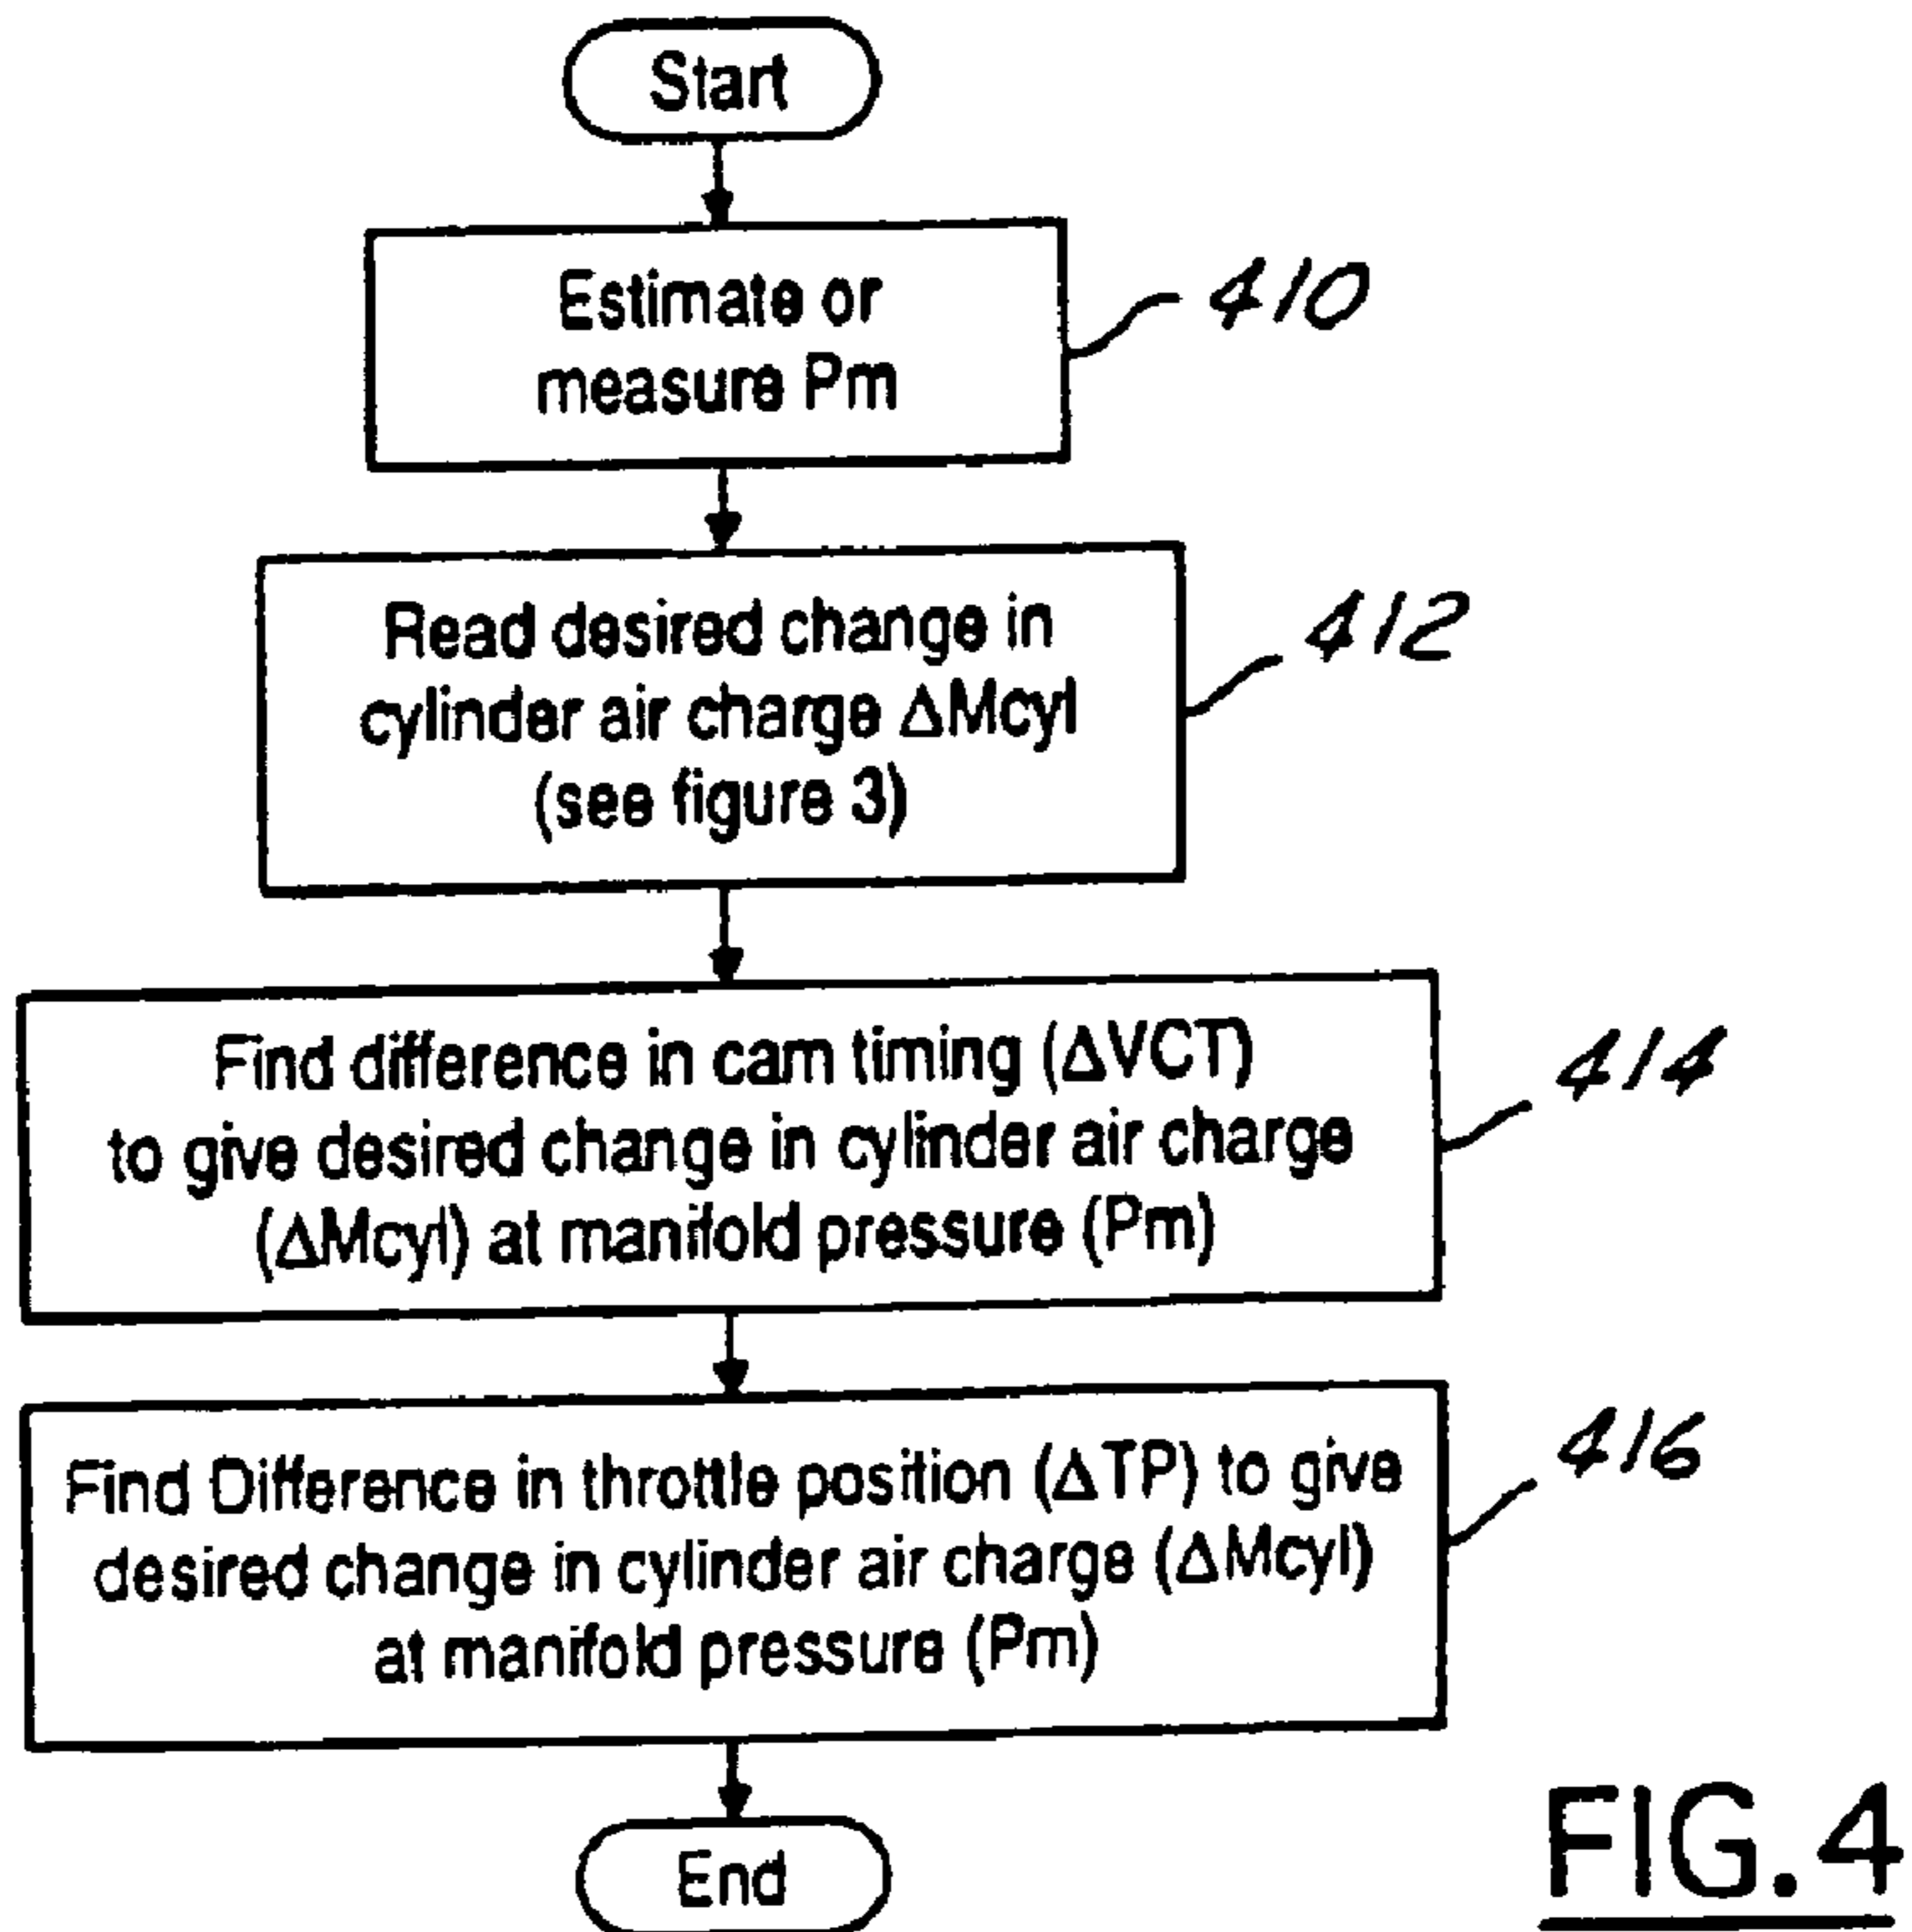 Start
Estimate or
measure Pm
410
Read desired change in
cylinder air charge ΔMcyl
(see figure 3)
412
Find difference in cam timing (ΔVCT)
to give desired change in cylinder air charge
(ΔMcyl) at manifold pressure (Pm)
414
Find Difference in throttle position (ΔTP) to give
desired change in cylinder air charge (ΔMcyl)
at manifold pressure (Pm)
416
End
FIG.4